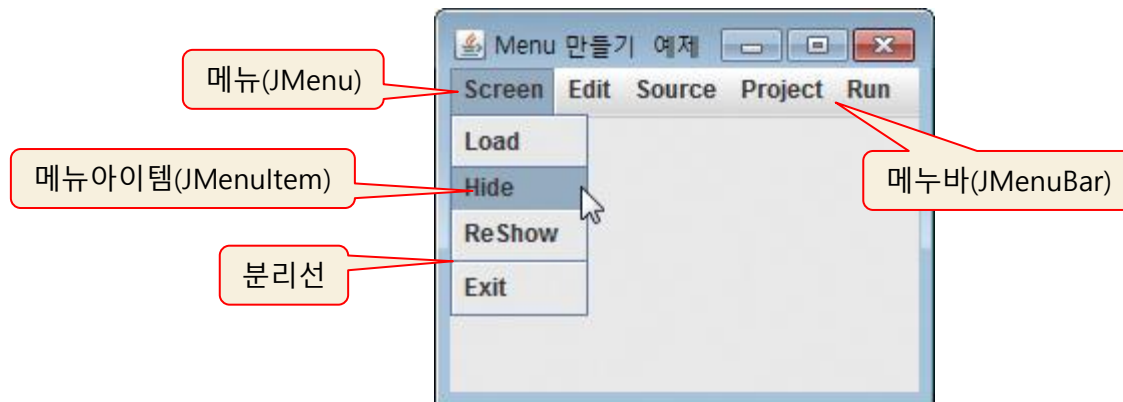 Menu 만들기 예제
메뉴(JMenu)
Screen Edit Source Project Run
Load
메뉴아이템(JMenuItem)
Hide
메누바(JMenuBar)
ReShow
분리선
Exit